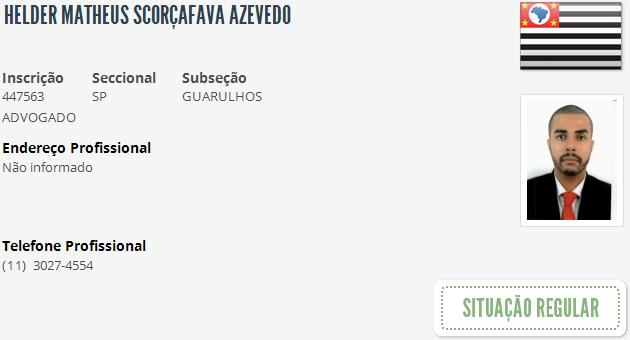 HELDER MATHEUS SCORÇAFAVA AZEVEDO
Inscrição Seccional Subseção
447563 SP GUARULHOS
ADVOGADO
Endereço Profissional
Não informado
Telefone Profissional
(11) 3027-4554
SITUAÇÃO REGULAR